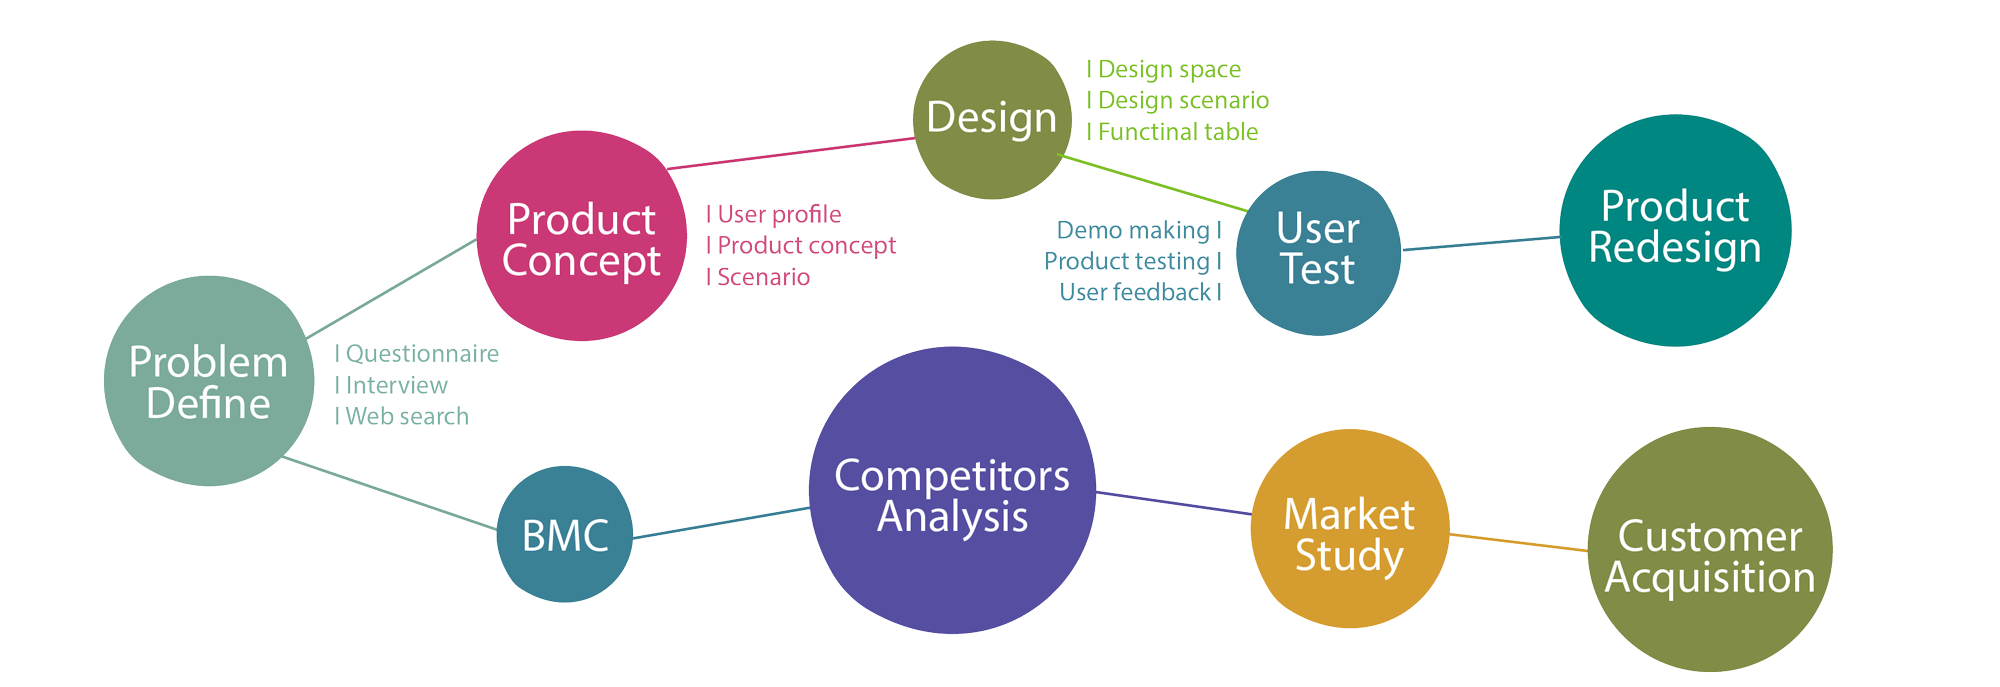 Problem
Define
I Questionnaire
I Interview
I Web search
Product
Concept
I User profile
I Product concept
I Scenario
Design
I Design space
I Design scenario
I Functinal table
User
Test
Demo making I
Product testing I
User feedback I
Product
Redesign
BMC
Competitors
Analysis
Market
Study
Customer
Acquisition